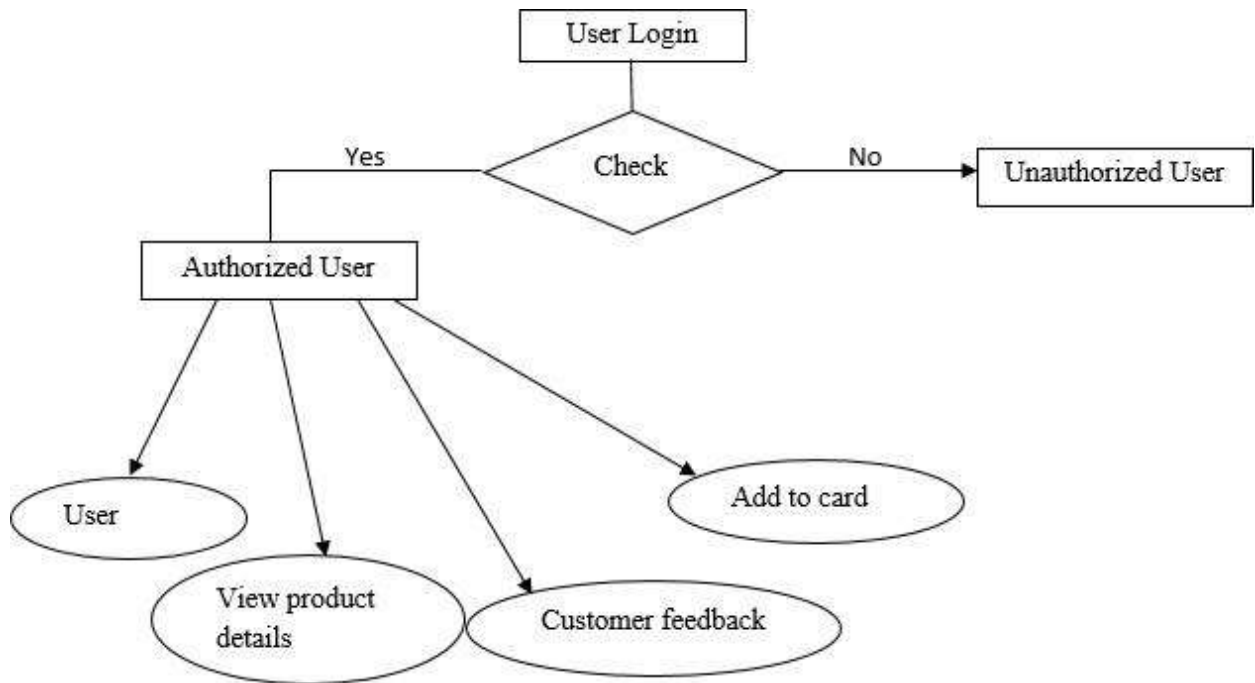 User Login
Yes
Check
No
Unauthorized User
Authorized User
User
View product
details
Customer feedback
Add to card